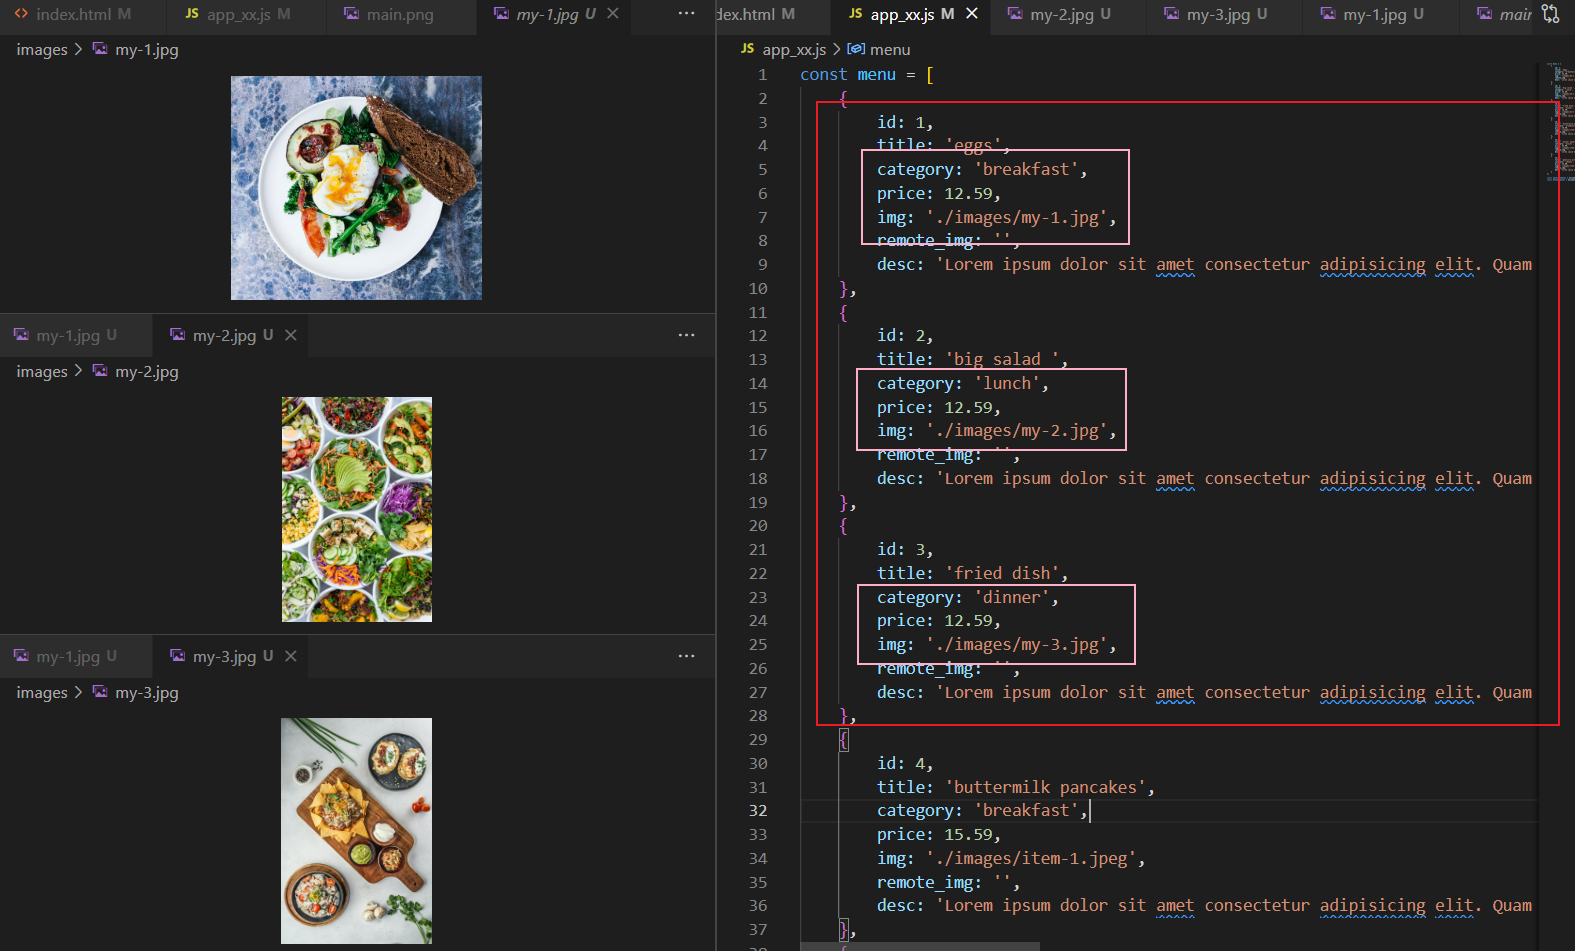 index.html M
JS app_xx.js M
main.png
my-1.jpg U
images > my-1.jpg
my-1.jpg U
my-2.jpg U
images > my-2.jpg
my-1.jpg U
my-3.jpg U
images > my-3.jpg
dex.html M
JS app_xx.js M
my-2.jpg U
my-3.jpg U
my-1.jpg U
JS app_xx.js > menu
1 const menu = [
2 {
3 id: 1,
4 title: 'eggs',
5 category: 'breakfast',
6 price: 12.59,
7 img: './images/my-1.jpg',
8 remote_img: '',
9 desc: 'Lorem ipsum dolor sit amet consectetur adipisicing elit. Quam
10 },
11 {
12 id: 2,
13 title: 'big salad ',
14 category: 'lunch',
15 price: 12.59,
16 img: './images/my-2.jpg',
17 remote_img: '',
18 desc: 'Lorem ipsum dolor sit amet consectetur adipisicing elit. Quam
19 },
20 {
21 id: 3,
22 title: 'fried dish',
23 category: 'dinner',
24 price: 12.59,
25 img: './images/my-3.jpg',
26 remote_img: '',
27 desc: 'Lorem ipsum dolor sit amet consectetur adipisicing elit. Quam
28 },
29 {
30 id: 4,
31 title: 'buttermilk pancakes',
32 category: 'breakfast',
33 price: 15.59,
34 img: './images/item-1.jpeg',
35 remote_img: '',
36 desc: 'Lorem ipsum dolor sit amet consectetur adipisicing elit. Quam
37 },